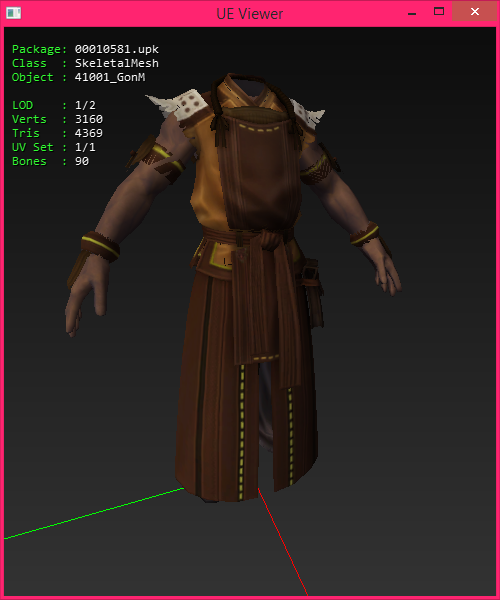 UE Viewer
Package: 00010581.upk
Class : SkeletalMesh
Object : 41001_GonM
LOD : 1/2
Verts : 3160
Tris : 4369
UV Set : 1/1
Bones : 90